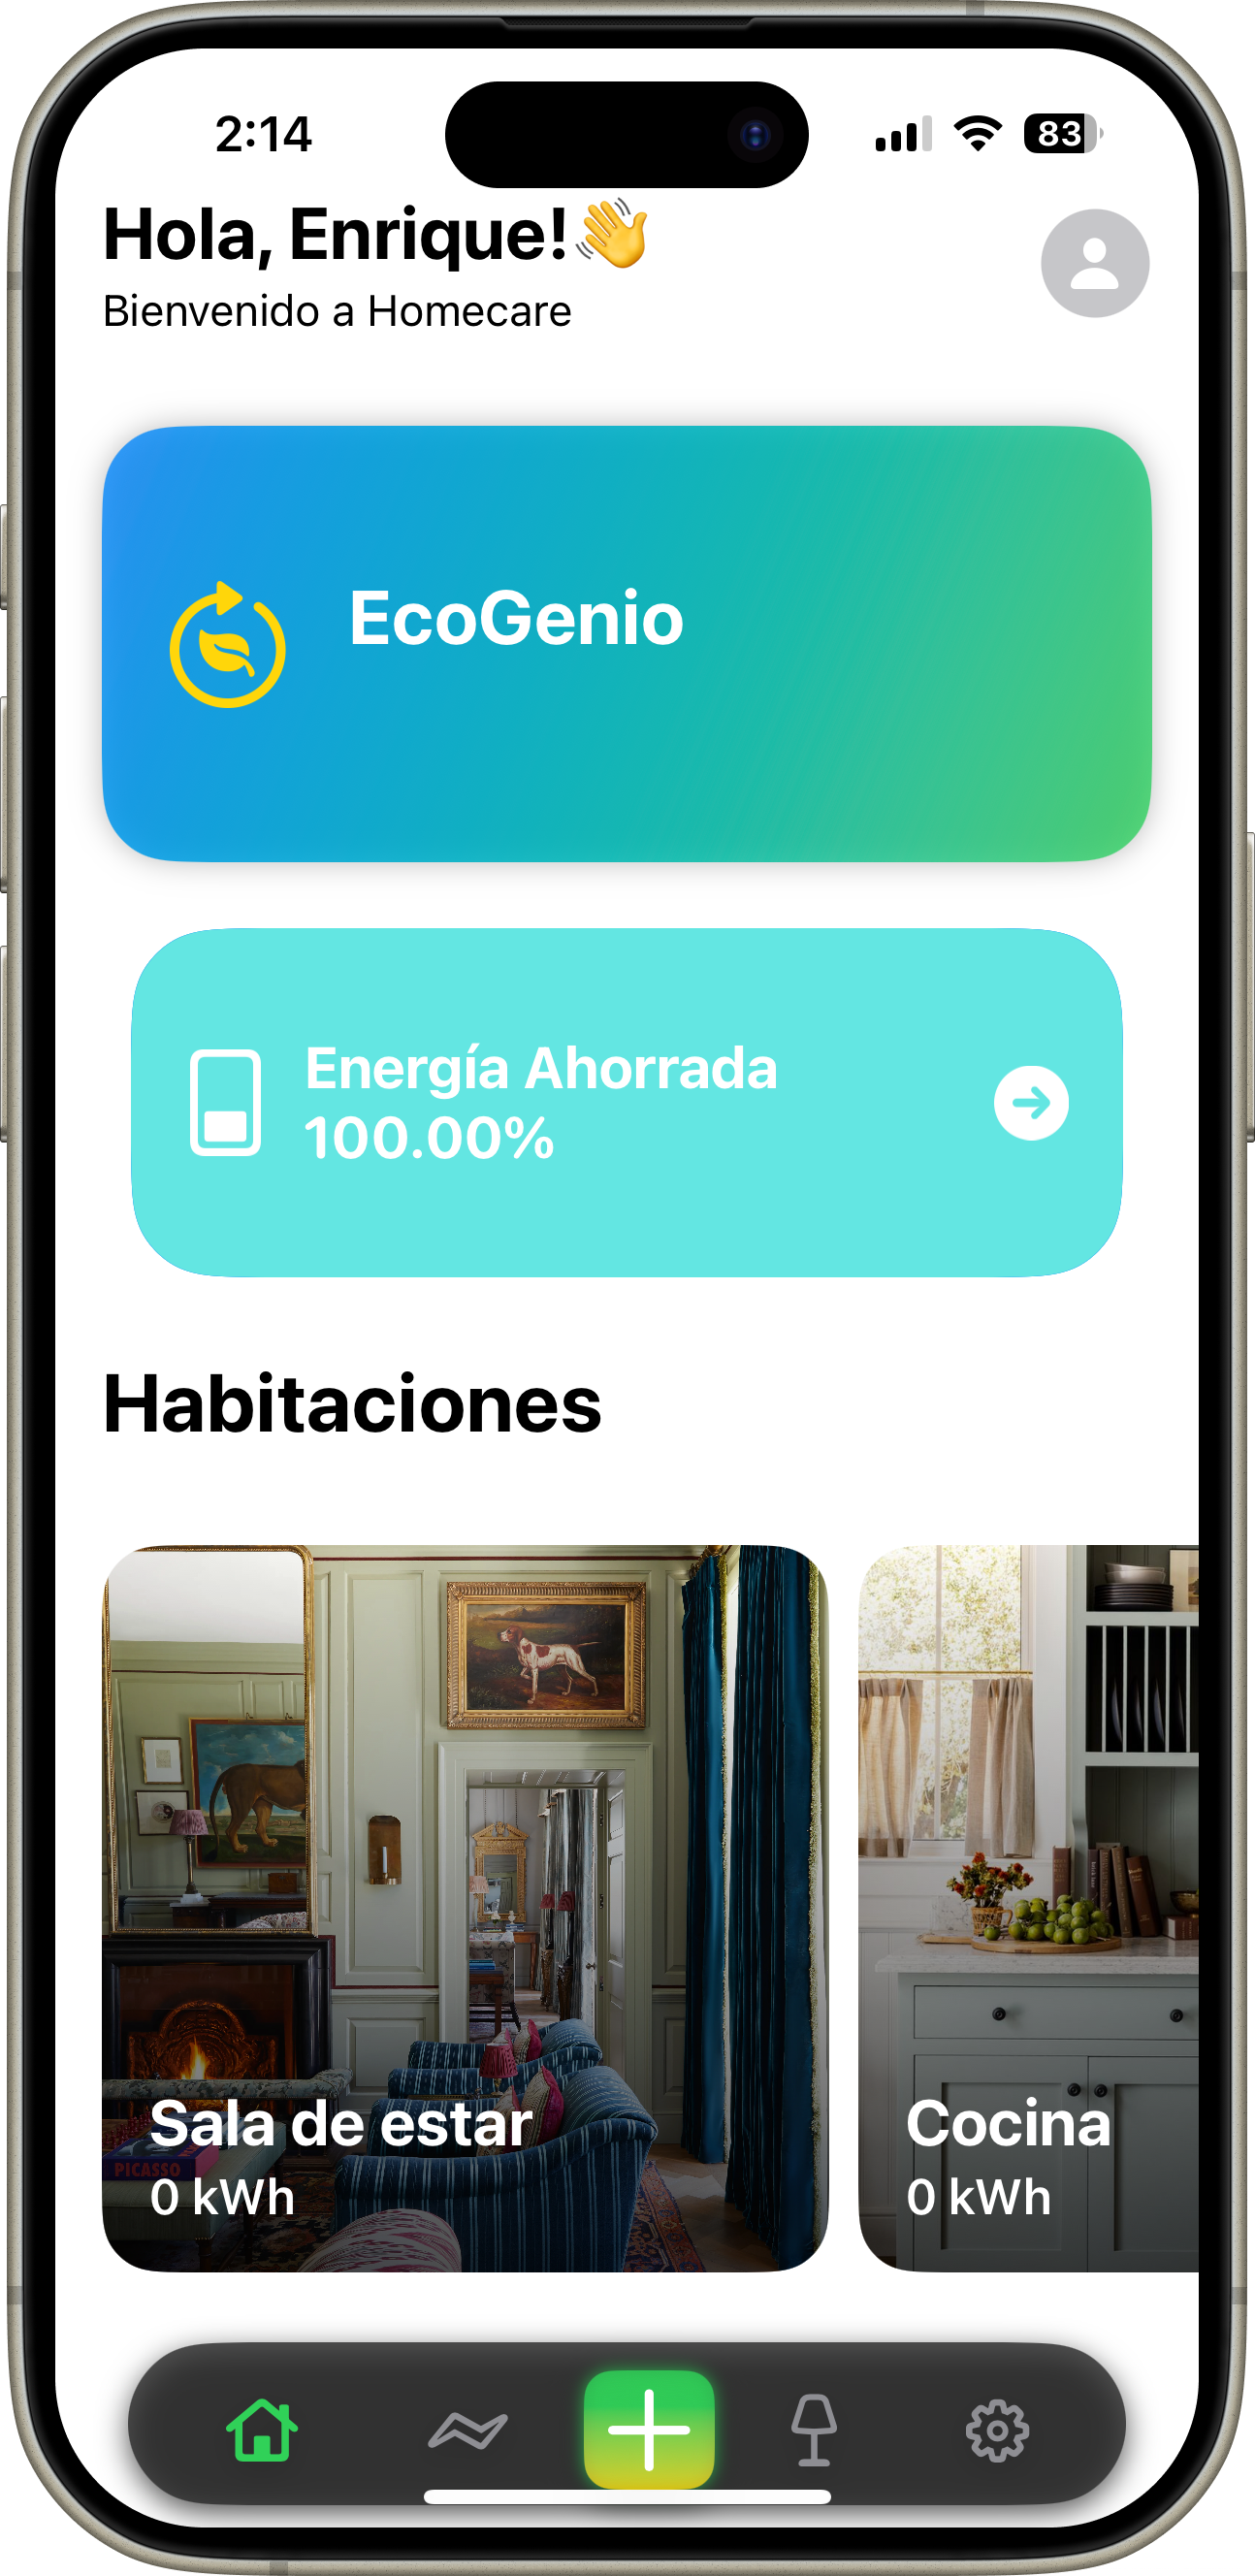 2:14
83
Hola, Enrique!👋
Bienvenido a Homecare
EcoGenio
Energía Ahorrada
100.00%
Habitaciones
PICASSO
Sala de estar
0 kWh
Cocina
0 kWh